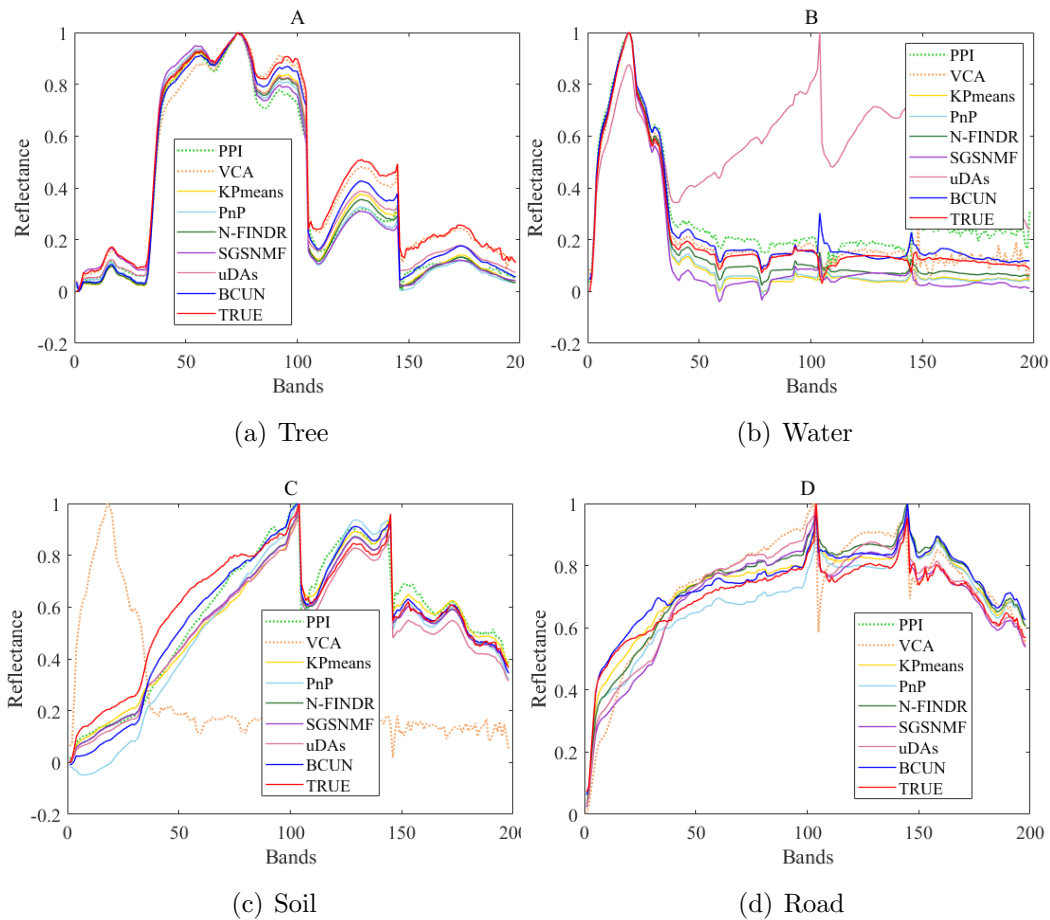 A
B
Reflectance
1
0.8
0.6
0.4
0.2
0
-0.2
0
50
100
150
20
Bands
PPI
VCA
KPmeans
PnP
N-FINDR
SGSNMF
uDAs
BCUN
TRUE
Reflectance
1
0.8
0.6
0.4
0.2
0
-0.2
0
50
100
150
200
Bands
PPI
VCA
KPmeans
PnP
N-FINDR
SGSNMF
uDAs
BCUN
TRUE
(a) Tree
(b) Water
C
D
Reflectance
1
0.8
0.6
0.4
0.2
0
-0.2
0
50
100
150
200
Bands
PPI
VCA
KPmeans
PnP
N-FINDR
SGSNMF
uDAs
BCUN
TRUE
Reflectance
1
0.8
0.6
0.4
0.2
0
0
50
100
150
200
Bands
PPI
VCA
KPmeans
PnP
N-FINDR
SGSNMF
uDAs
BCUN
TRUE
(c) Soil
(d) Road